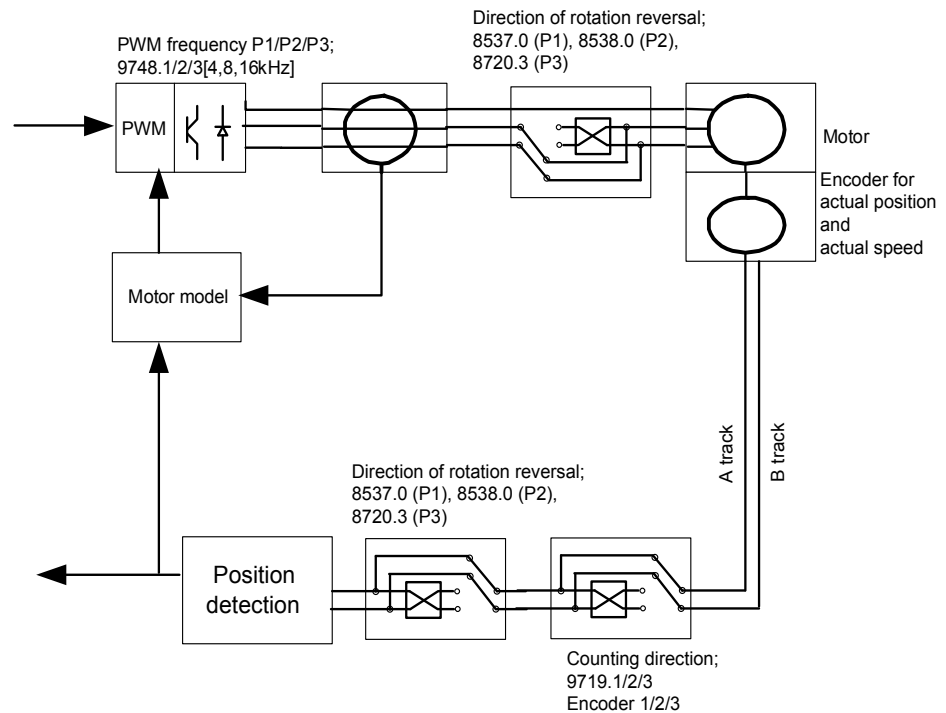 PWM frequency P1/P2/P3;
9748.1/2/3[4,8,16kHz]
Direction of rotation reversal;
8537.0 (P1), 8538.0 (P2),
8720.3 (P3)
PWM
Motor
Encoder for
actual position
and
actual speed
Motor model
A track
B track
Direction of rotation reversal;
8537.0 (P1), 8538.0 (P2),
8720.3 (P3)
Position
detection
Counting direction;
9719.1/2/3
Encoder 1/2/3